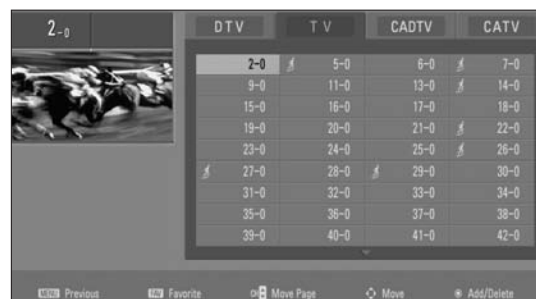 2-0
DTV TV CADTV CATV
2-0 5-0 6-0 7-0
9-0 11-0 13-0 14-0
15-0 16-0 17-0 18-0
19-0 20-0 21-0 22-0
23-0 24-0 25-0 26-0
27-0 28-0 29-0 30-0
31-0 32-0 33-0 34-0
35-0 36-0 37-0 38-0
39-0 40-0 41-0 42-0
MENU Previous FAV Favorite CH Move Page Move Add/Delete